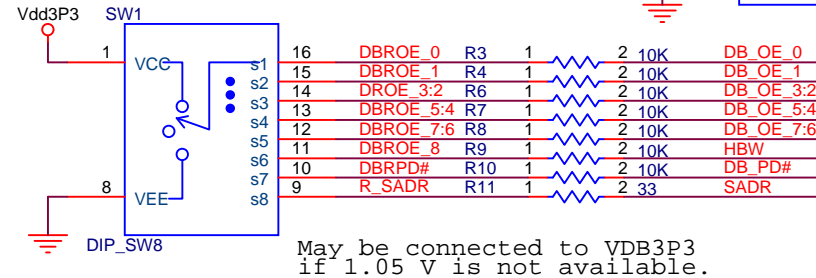 Vdd3P3 SW1
1 VCC s1 16 DBROE_0 R3 1 2 10K DB_OE_0
s2 15 DBROE_1 R4 1 2 10K DB_OE_1
s3 14 DROE_3:2 R6 1 2 10K DB_OE_3:2
s4 13 DBROE_5:4 R7 1 2 10K DB_OE_5:4
s5 12 DBROE_7:6 R8 1 2 10K DB_OE_7:6
s6 11 DBROE_8 R9 1 2 10K HBW
s7 10 DBRPD# R10 1 2 10K DB_PD#
8 VEE s8 9 R_SADR R11 1 2 33 SADR
DIP_SW8
May be connected to VDB3P3
if 1.05 V is not available.